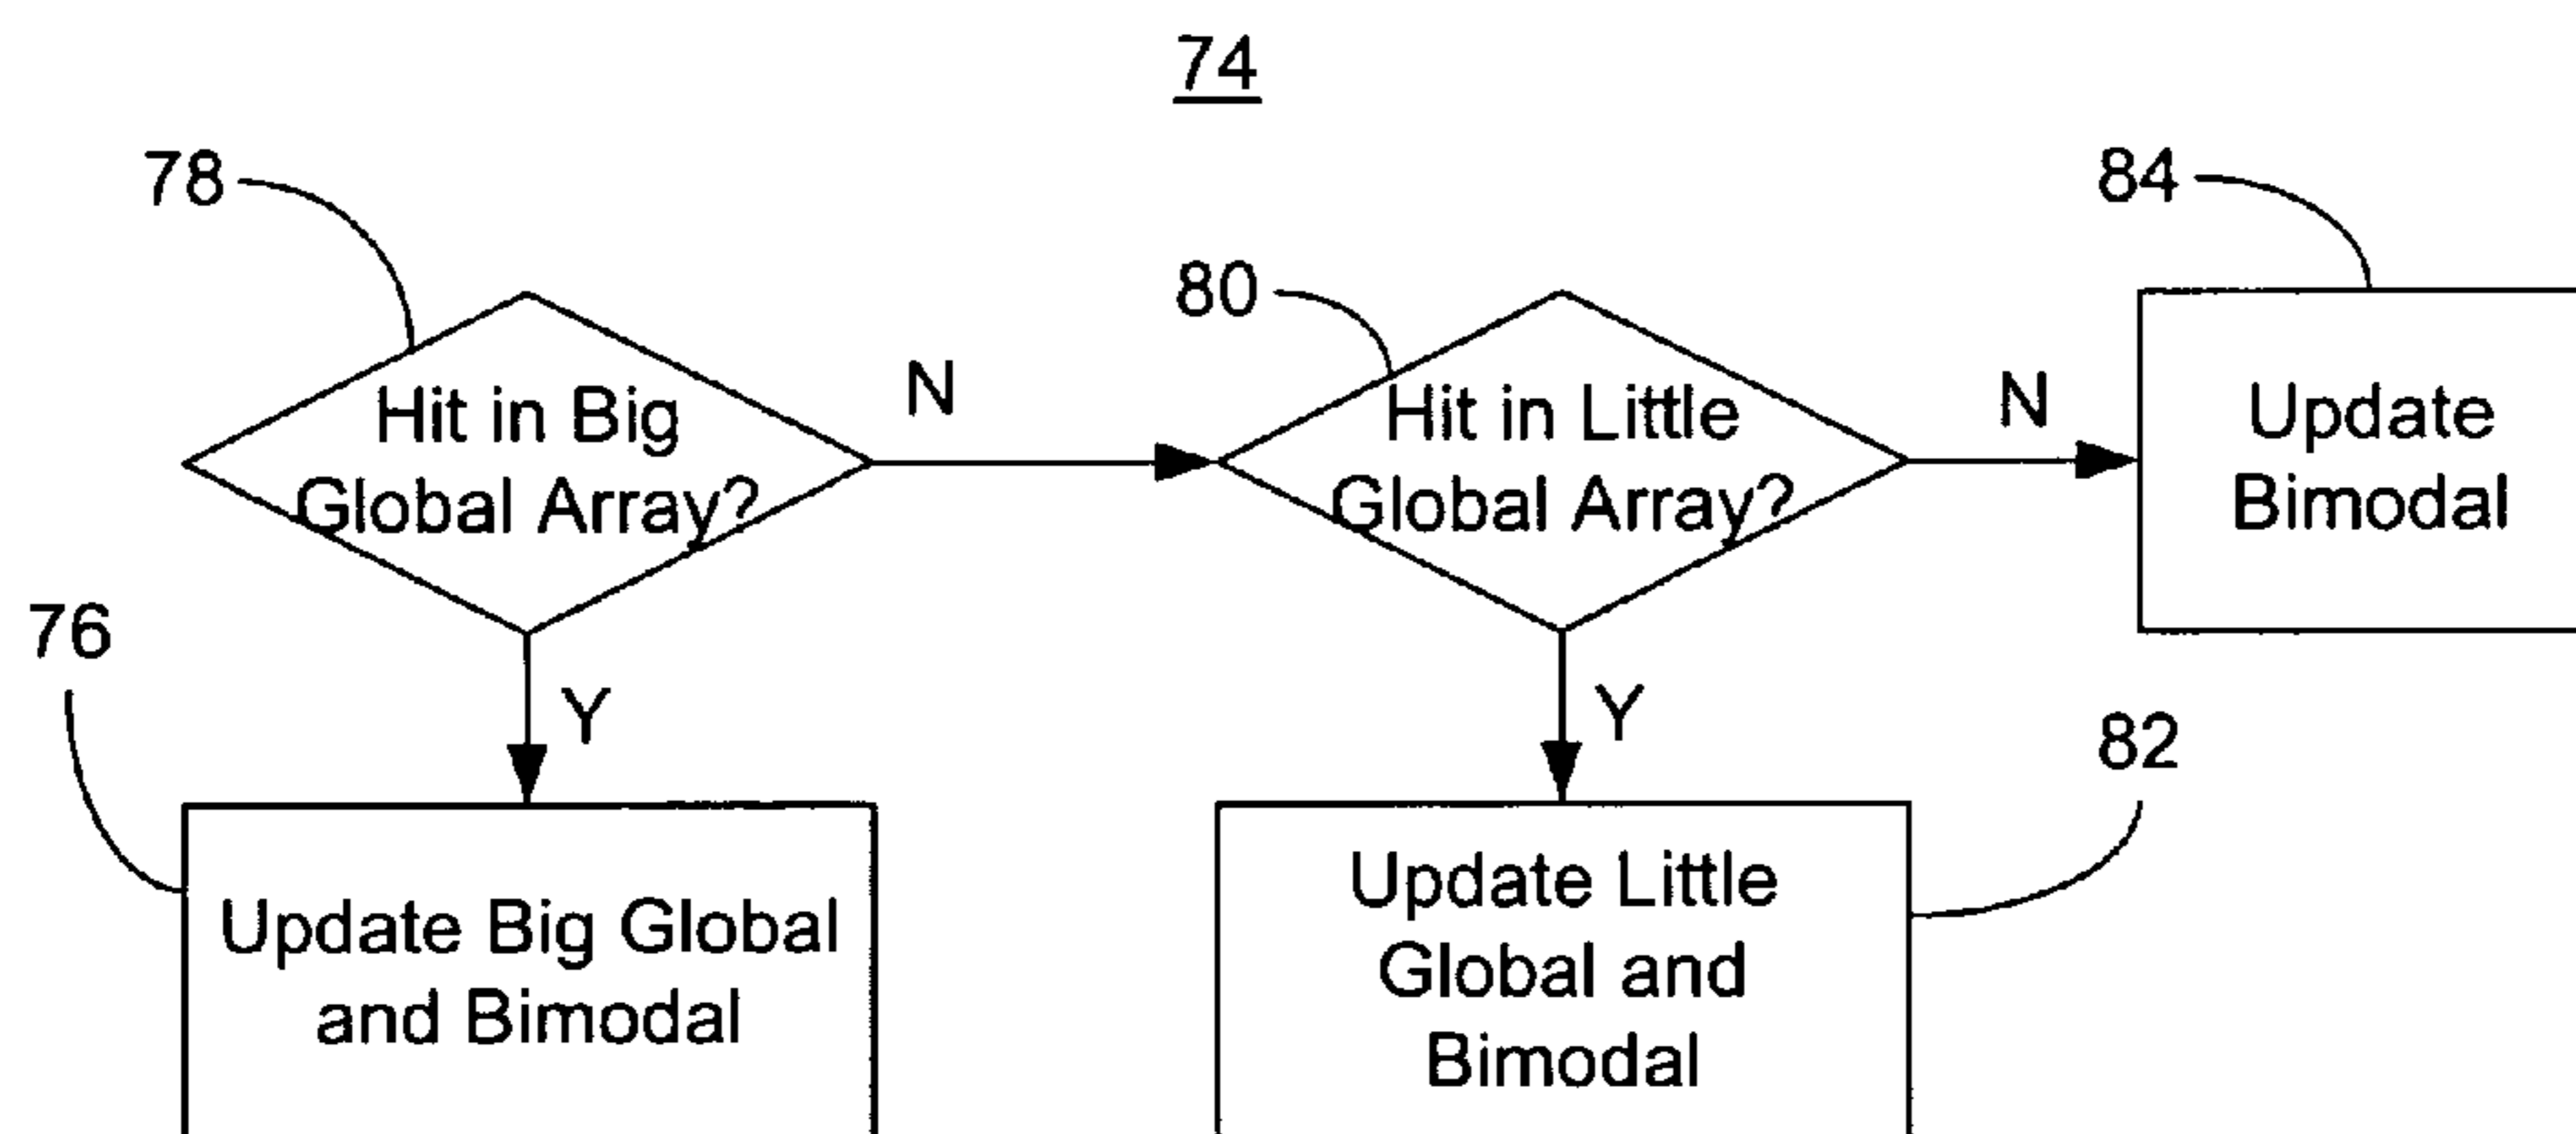 74
78
84
80
Hit in Big
Global Array?
N
Hit in Little
Global Array?
N
Update
Bimodal
76
Y
Y
82
Update Big Global
and Bimodal
Update Little
Global and
Bimodal